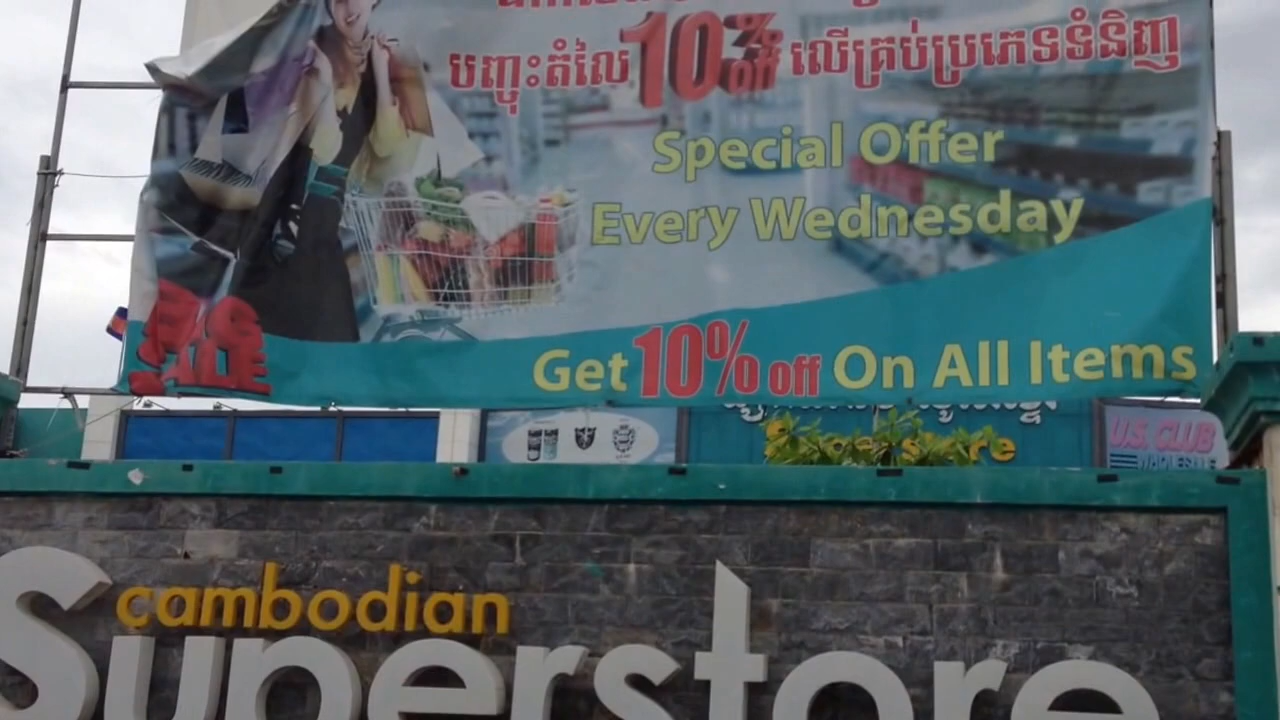 បញ្ចុះតំលៃ 10% off លើគ្រប់ប្រភេទទំនិញ
Special Offer
Every Wednesday
SALE
Get 10% off On All Items
U.S. CLUB
cambodian
Superstore